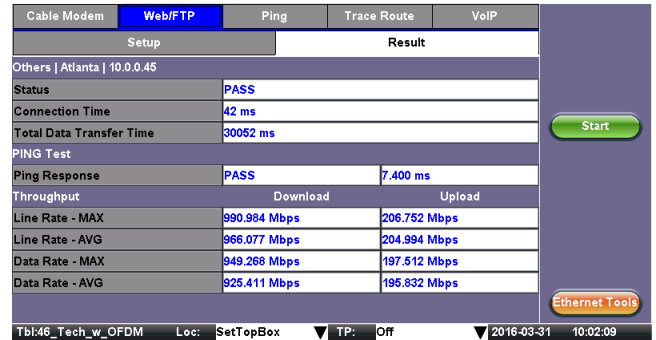 Cable Modem Web/FTP Ping Trace Route VoIP
Setup Result
Others | Atlanta | 10.0.0.45
Status PASS
Connection Time 42 ms
Total Data Transfer Time 30052 ms
Start
PING Test
Ping Response PASS 7.400 ms
Throughput Download Upload
Line Rate - MAX 990.984 Mbps 206.752 Mbps
Line Rate - AVG 966.077 Mbps 204.994 Mbps
Data Rate - MAX 949.268 Mbps 197.512 Mbps
Data Rate - AVG 925.411 Mbps 195.832 Mbps
Ethernet Tools
Tbl:46_Tech_w_OFDM Loc: SetTopBox TP: Off 2016-03-31 10:02:09